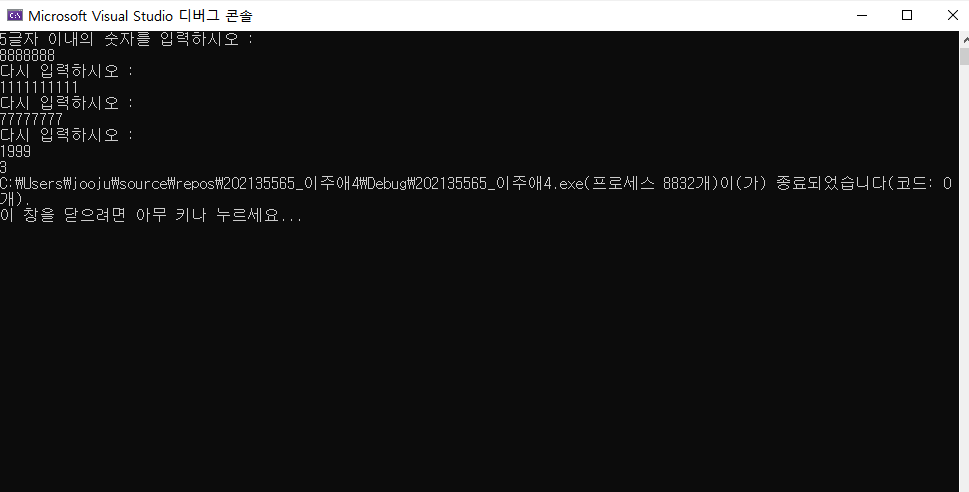 Microsoft Visual Studio 디버그 콘솔
5글자 이내의 숫자를 입력하시오 :
8888888
다시 입력하시오 :
1111111111
다시 입력하시오 :
77777777
다시 입력하시오 :
1999
3
C:\Users\jooju\source\repos\202135565_이주애4\Debug\202135565_이주애4.exe(프로세스 8832개)이(가) 종료되었습니다(코드: 0
개).
이 창을 닫으려면 아무 키나 누르세요...